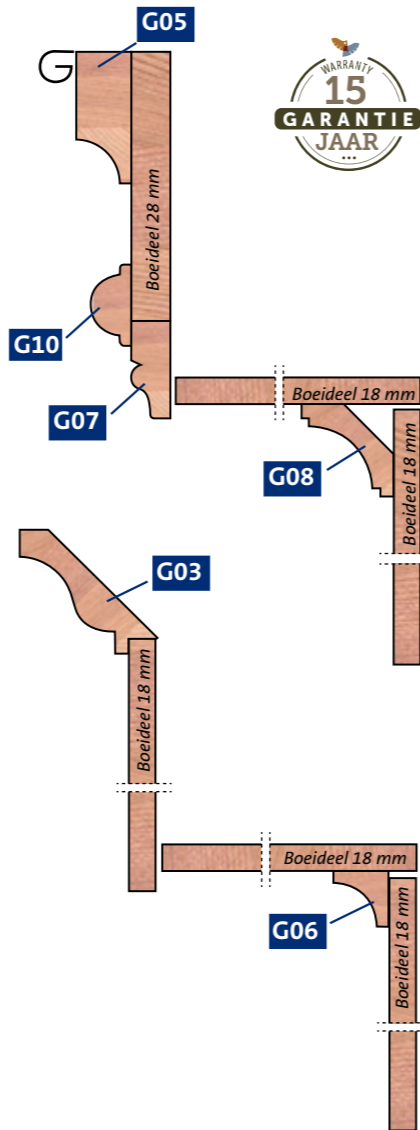 G05
WARRANTY
15
GARANTIE
JAAR
Boeideel 28 mm
G10
G07
Boeideel 18 mm
Boeideel 18 mm
G08
G03
Boeideel 18 mm
Boeideel 18 mm
G06
Boeideel 18 mm